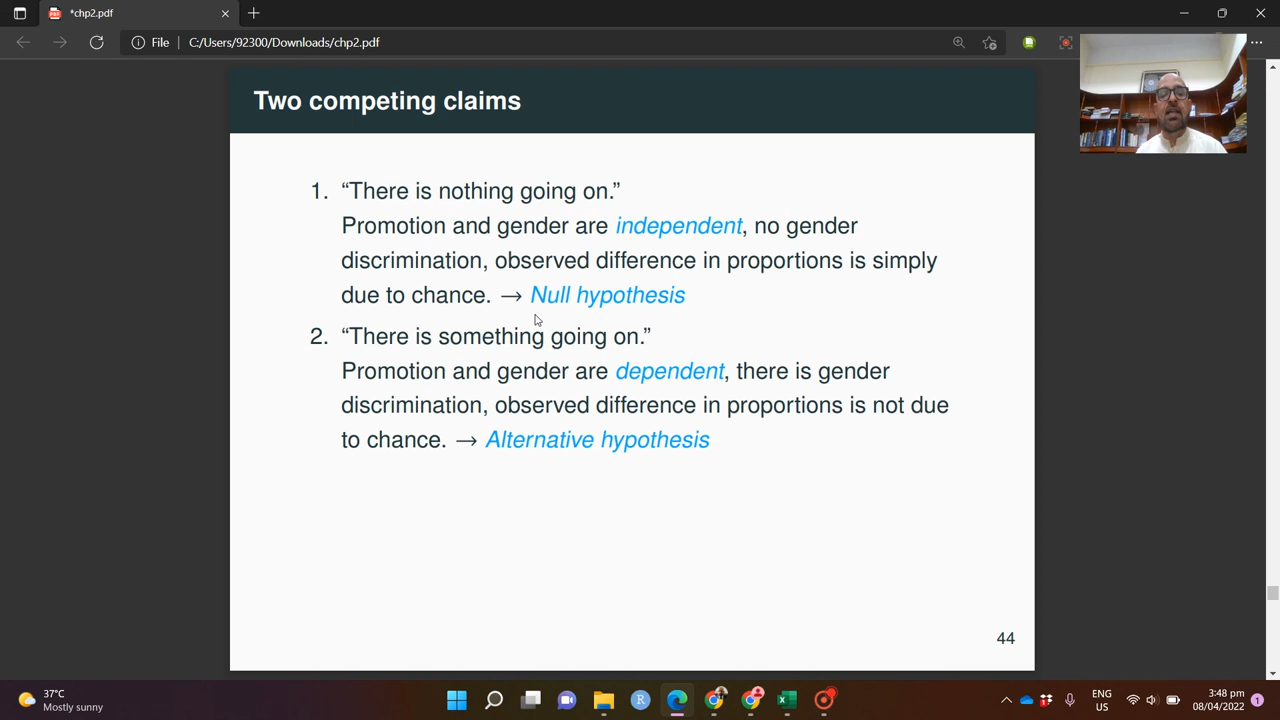 *chp2.pdf
File
C:/Users/92300/Downloads/chp2.pdf
Two competing claims
1. “There is nothing going on.”
Promotion and gender are independent, no gender
discrimination, observed difference in proportions is simply
due to chance. → Null hypothesis
2. “There is something going on.”
Promotion and gender are dependent, there is gender
discrimination, observed difference in proportions is not due
to chance. → Alternative hypothesis
44
37°C
Mostly sunny
ENG
US
3:48 pm
08/04/2022
1